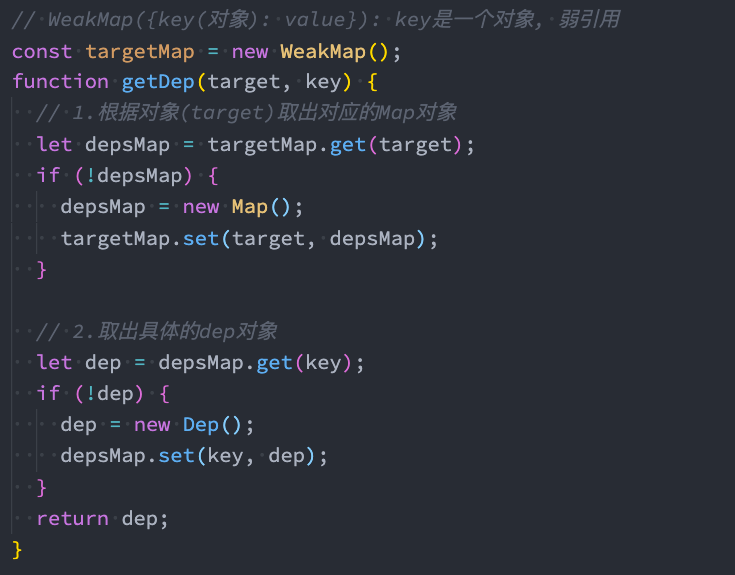 // WeakMap({key(对象): value}): key是一个对象, 弱引用
const targetMap = new WeakMap();
function getDep(target, key) {
  // 1.根据对象(target)取出对应的Map对象
  let depsMap = targetMap.get(target);
  if (!depsMap) {
    depsMap = new Map();
    targetMap.set(target, depsMap);
  }

  // 2.取出具体的dep对象
  let dep = depsMap.get(key);
  if (!dep) {
    dep = new Dep();
    depsMap.set(key, dep);
  }
  return dep;
}